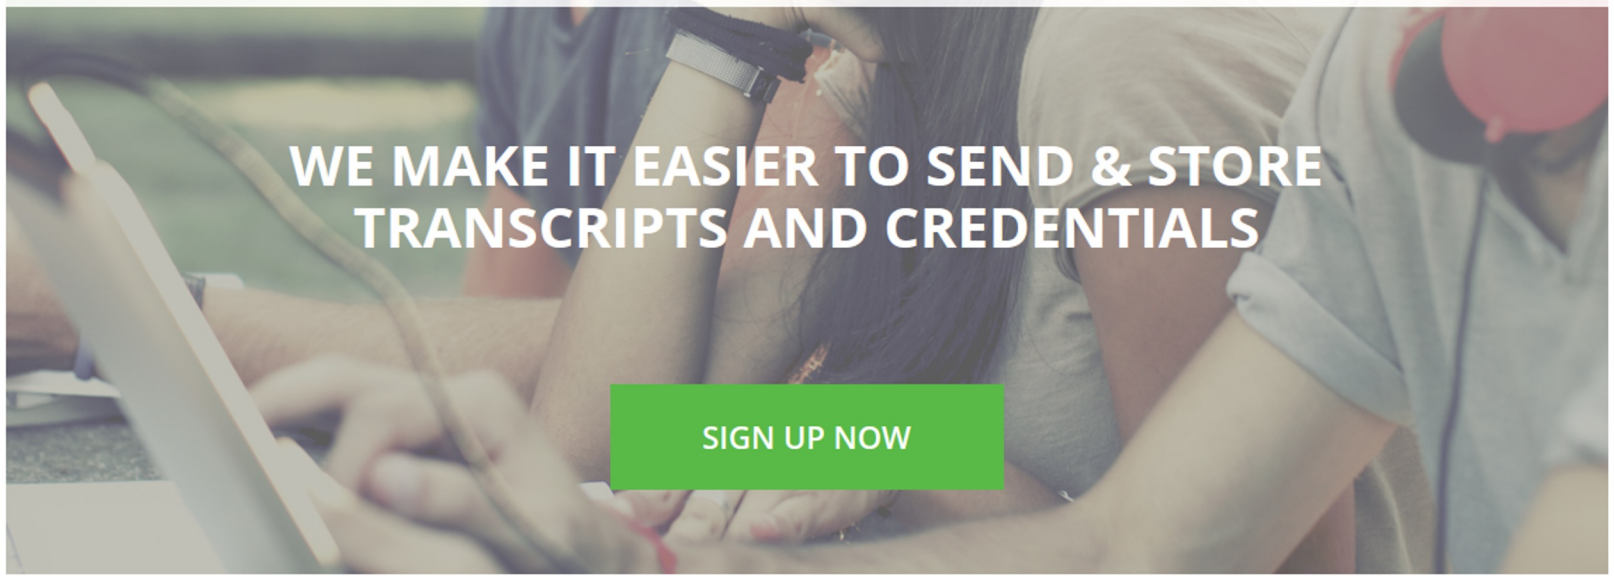 WE MAKE IT EASIER TO SEND & STORE
TRANSCRIPTS AND CREDENTIALS
SIGN UP NOW